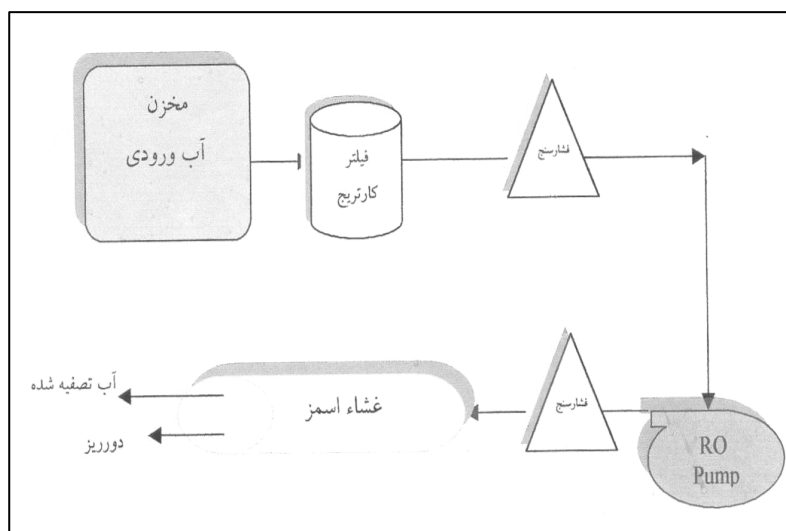 مخزن
آب ورودی
فیلتر
کارتریج
فشارسنج
RO
Pump
فشارسنج
غشاء اسمز
آب تصفیه شده
دورریز